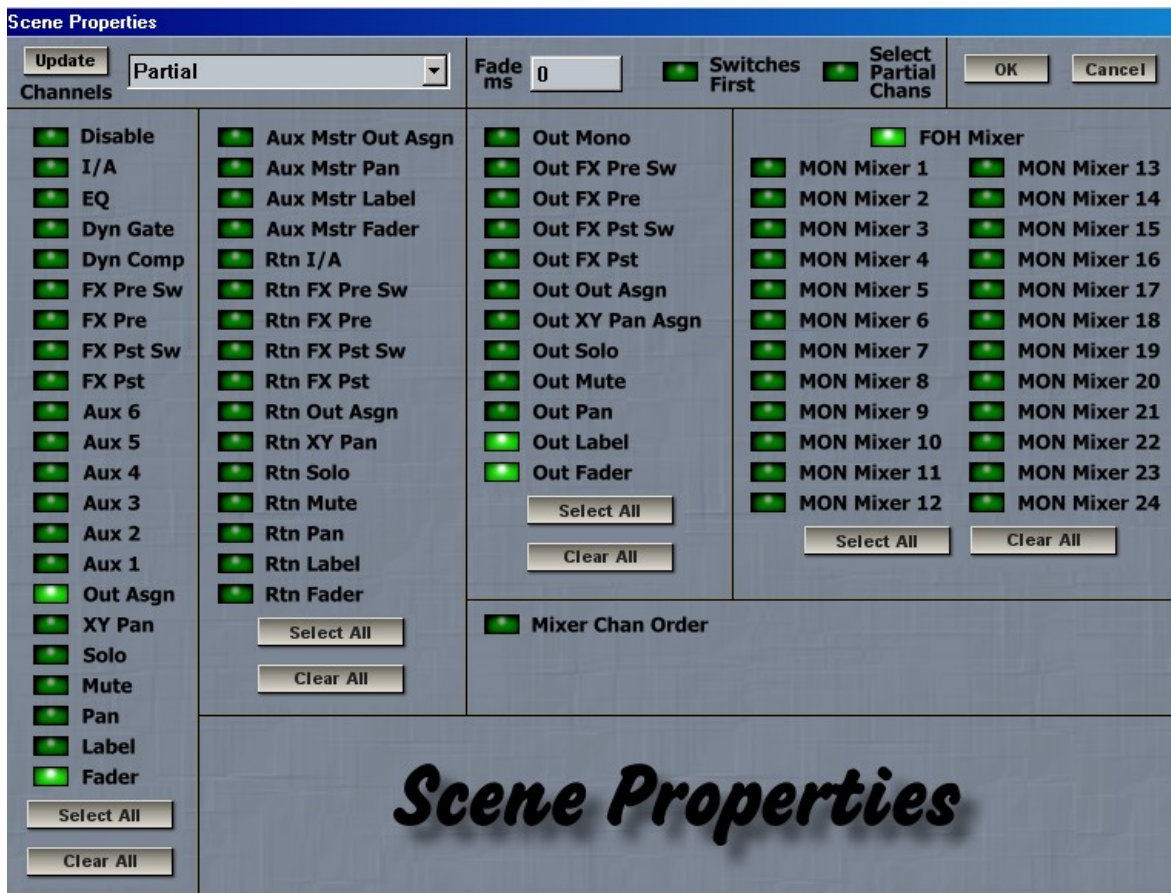 Scene Properties
Update
Channels
Partial
Fade
ms
0
Switches
First
Select
Partial
Chans
OK
Cancel
Disable
I/A
EQ
Dyn Gate
Dyn Comp
FX Pre Sw
FX Pre
FX Pst Sw
FX Pst
Aux 6
Aux 5
Aux 4
Aux 3
Aux 2
Aux 1
Out Asgn
XY Pan
Solo
Mute
Pan
Label
Fader
Select All
Clear All
Aux Mstr Out Asgn
Aux Mstr Pan
Aux Mstr Label
Aux Mstr Fader
Rtn I/A
Rtn FX Pre Sw
Rtn FX Pre
Rtn FX Pst Sw
Rtn FX Pst
Rtn Out Asgn
Rtn XY Pan
Rtn Solo
Rtn Mute
Rtn Pan
Rtn Label
Rtn Fader
Select All
Clear All
Out Mono
Out FX Pre Sw
Out FX Pre
Out FX Pst Sw
Out FX Pst
Out Out Asgn
Out XY Pan Asgn
Out Solo
Out Mute
Out Pan
Out Label
Out Fader
Select All
Clear All
FOH Mixer
MON Mixer 1
MON Mixer 2
MON Mixer 3
MON Mixer 4
MON Mixer 5
MON Mixer 6
MON Mixer 7
MON Mixer 8
MON Mixer 9
MON Mixer 10
MON Mixer 11
MON Mixer 12
MON Mixer 13
MON Mixer 14
MON Mixer 15
MON Mixer 16
MON Mixer 17
MON Mixer 18
MON Mixer 19
MON Mixer 20
MON Mixer 21
MON Mixer 22
MON Mixer 23
MON Mixer 24
Select All
Clear All
Mixer Chan Order
Scene Properties